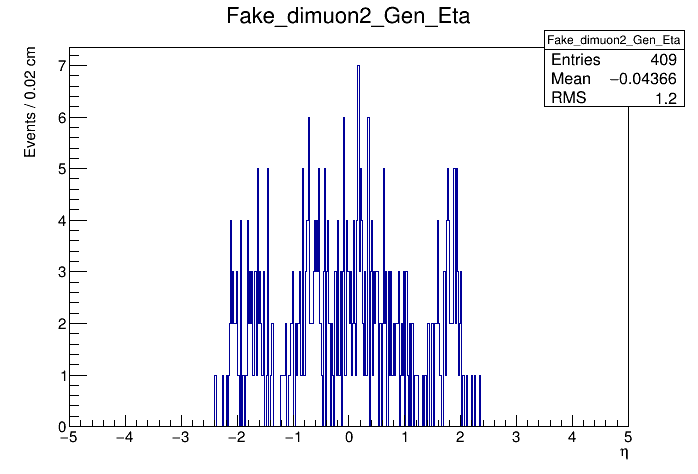 Fake_dimuon2_Gen_Eta
Fake_dimuon2_Gen_Eta
Entries 409
Mean −0.04366
RMS 1.2
Events / 0.02 cm
7
6
5
4
3
2
1
0
−5 −4 −3 −2 −1 0 1 2 3 4 5
η